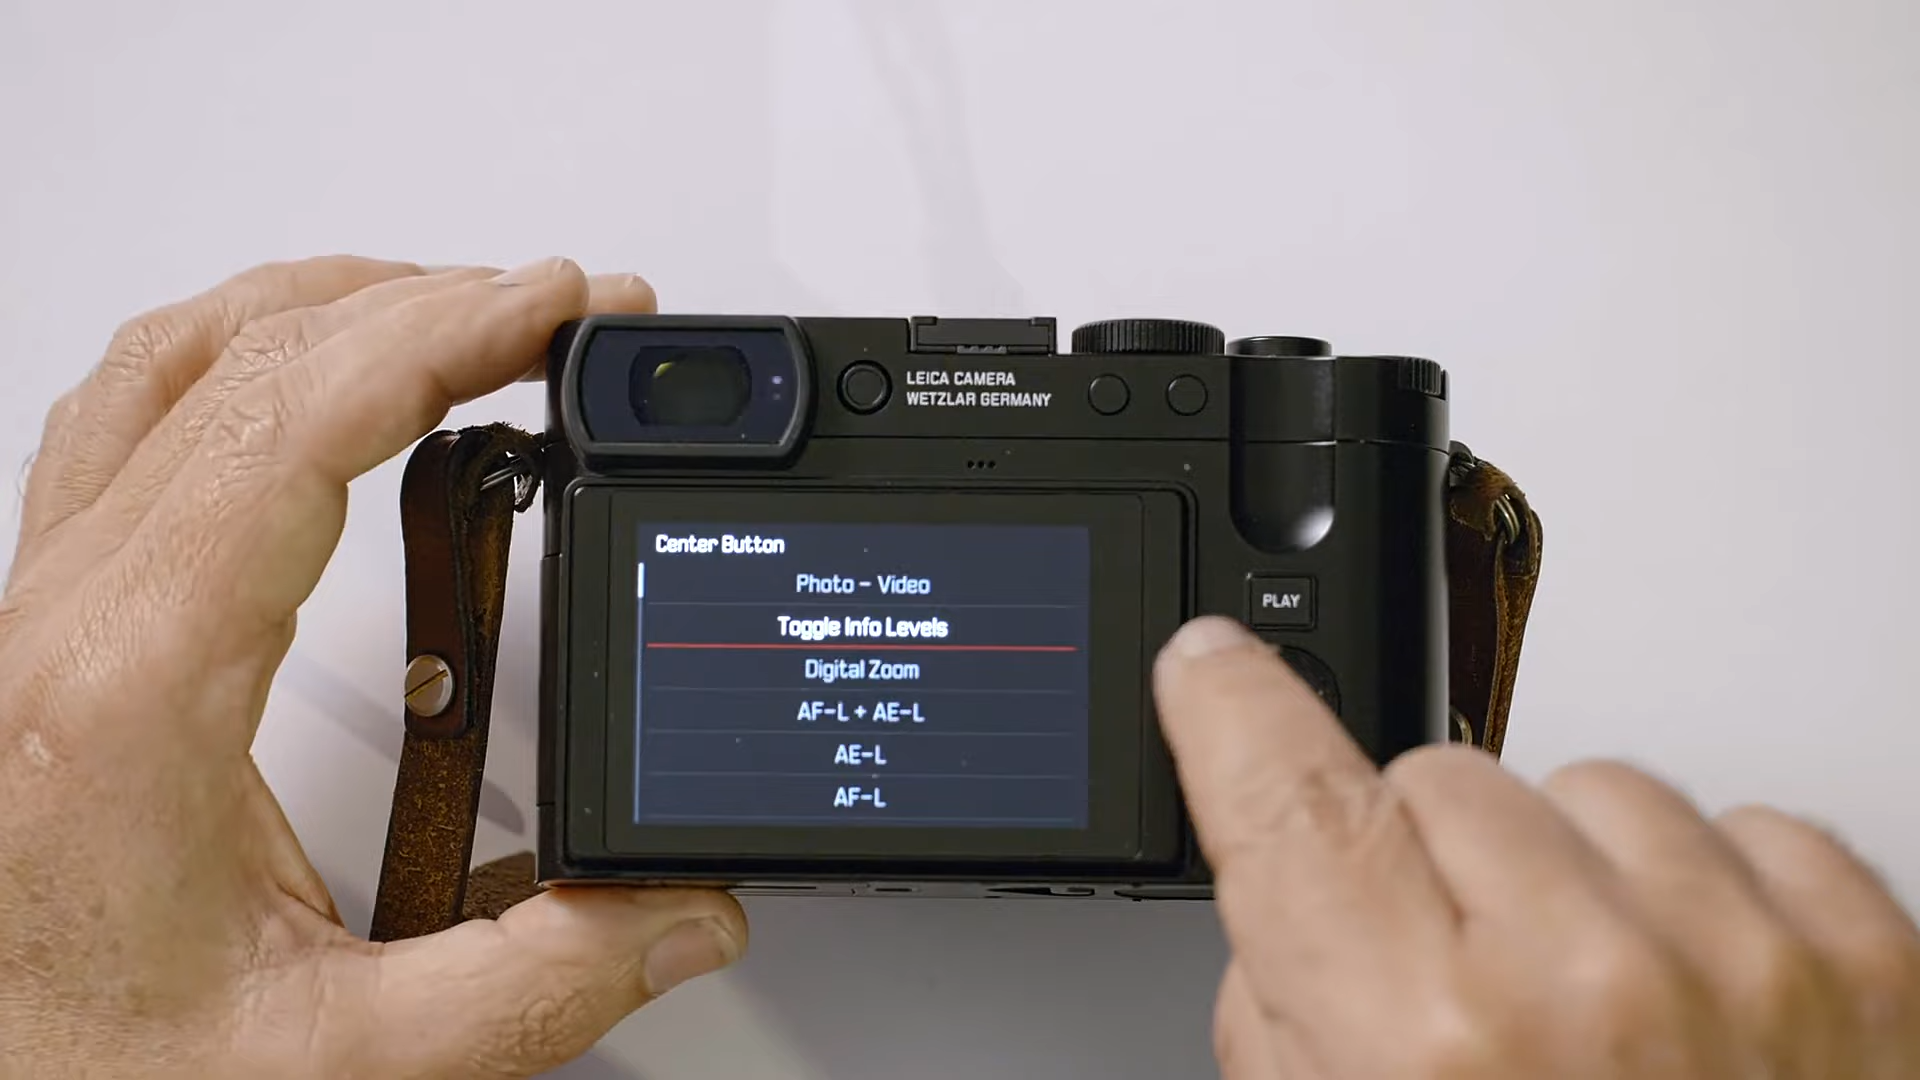 LEICA CAMERA
WETZLAR GERMANY
Center Button
Photo – Video
Toggle Info Levels
Digital Zoom
AF-L + AE-L
AE-L
AF-L
PLAY